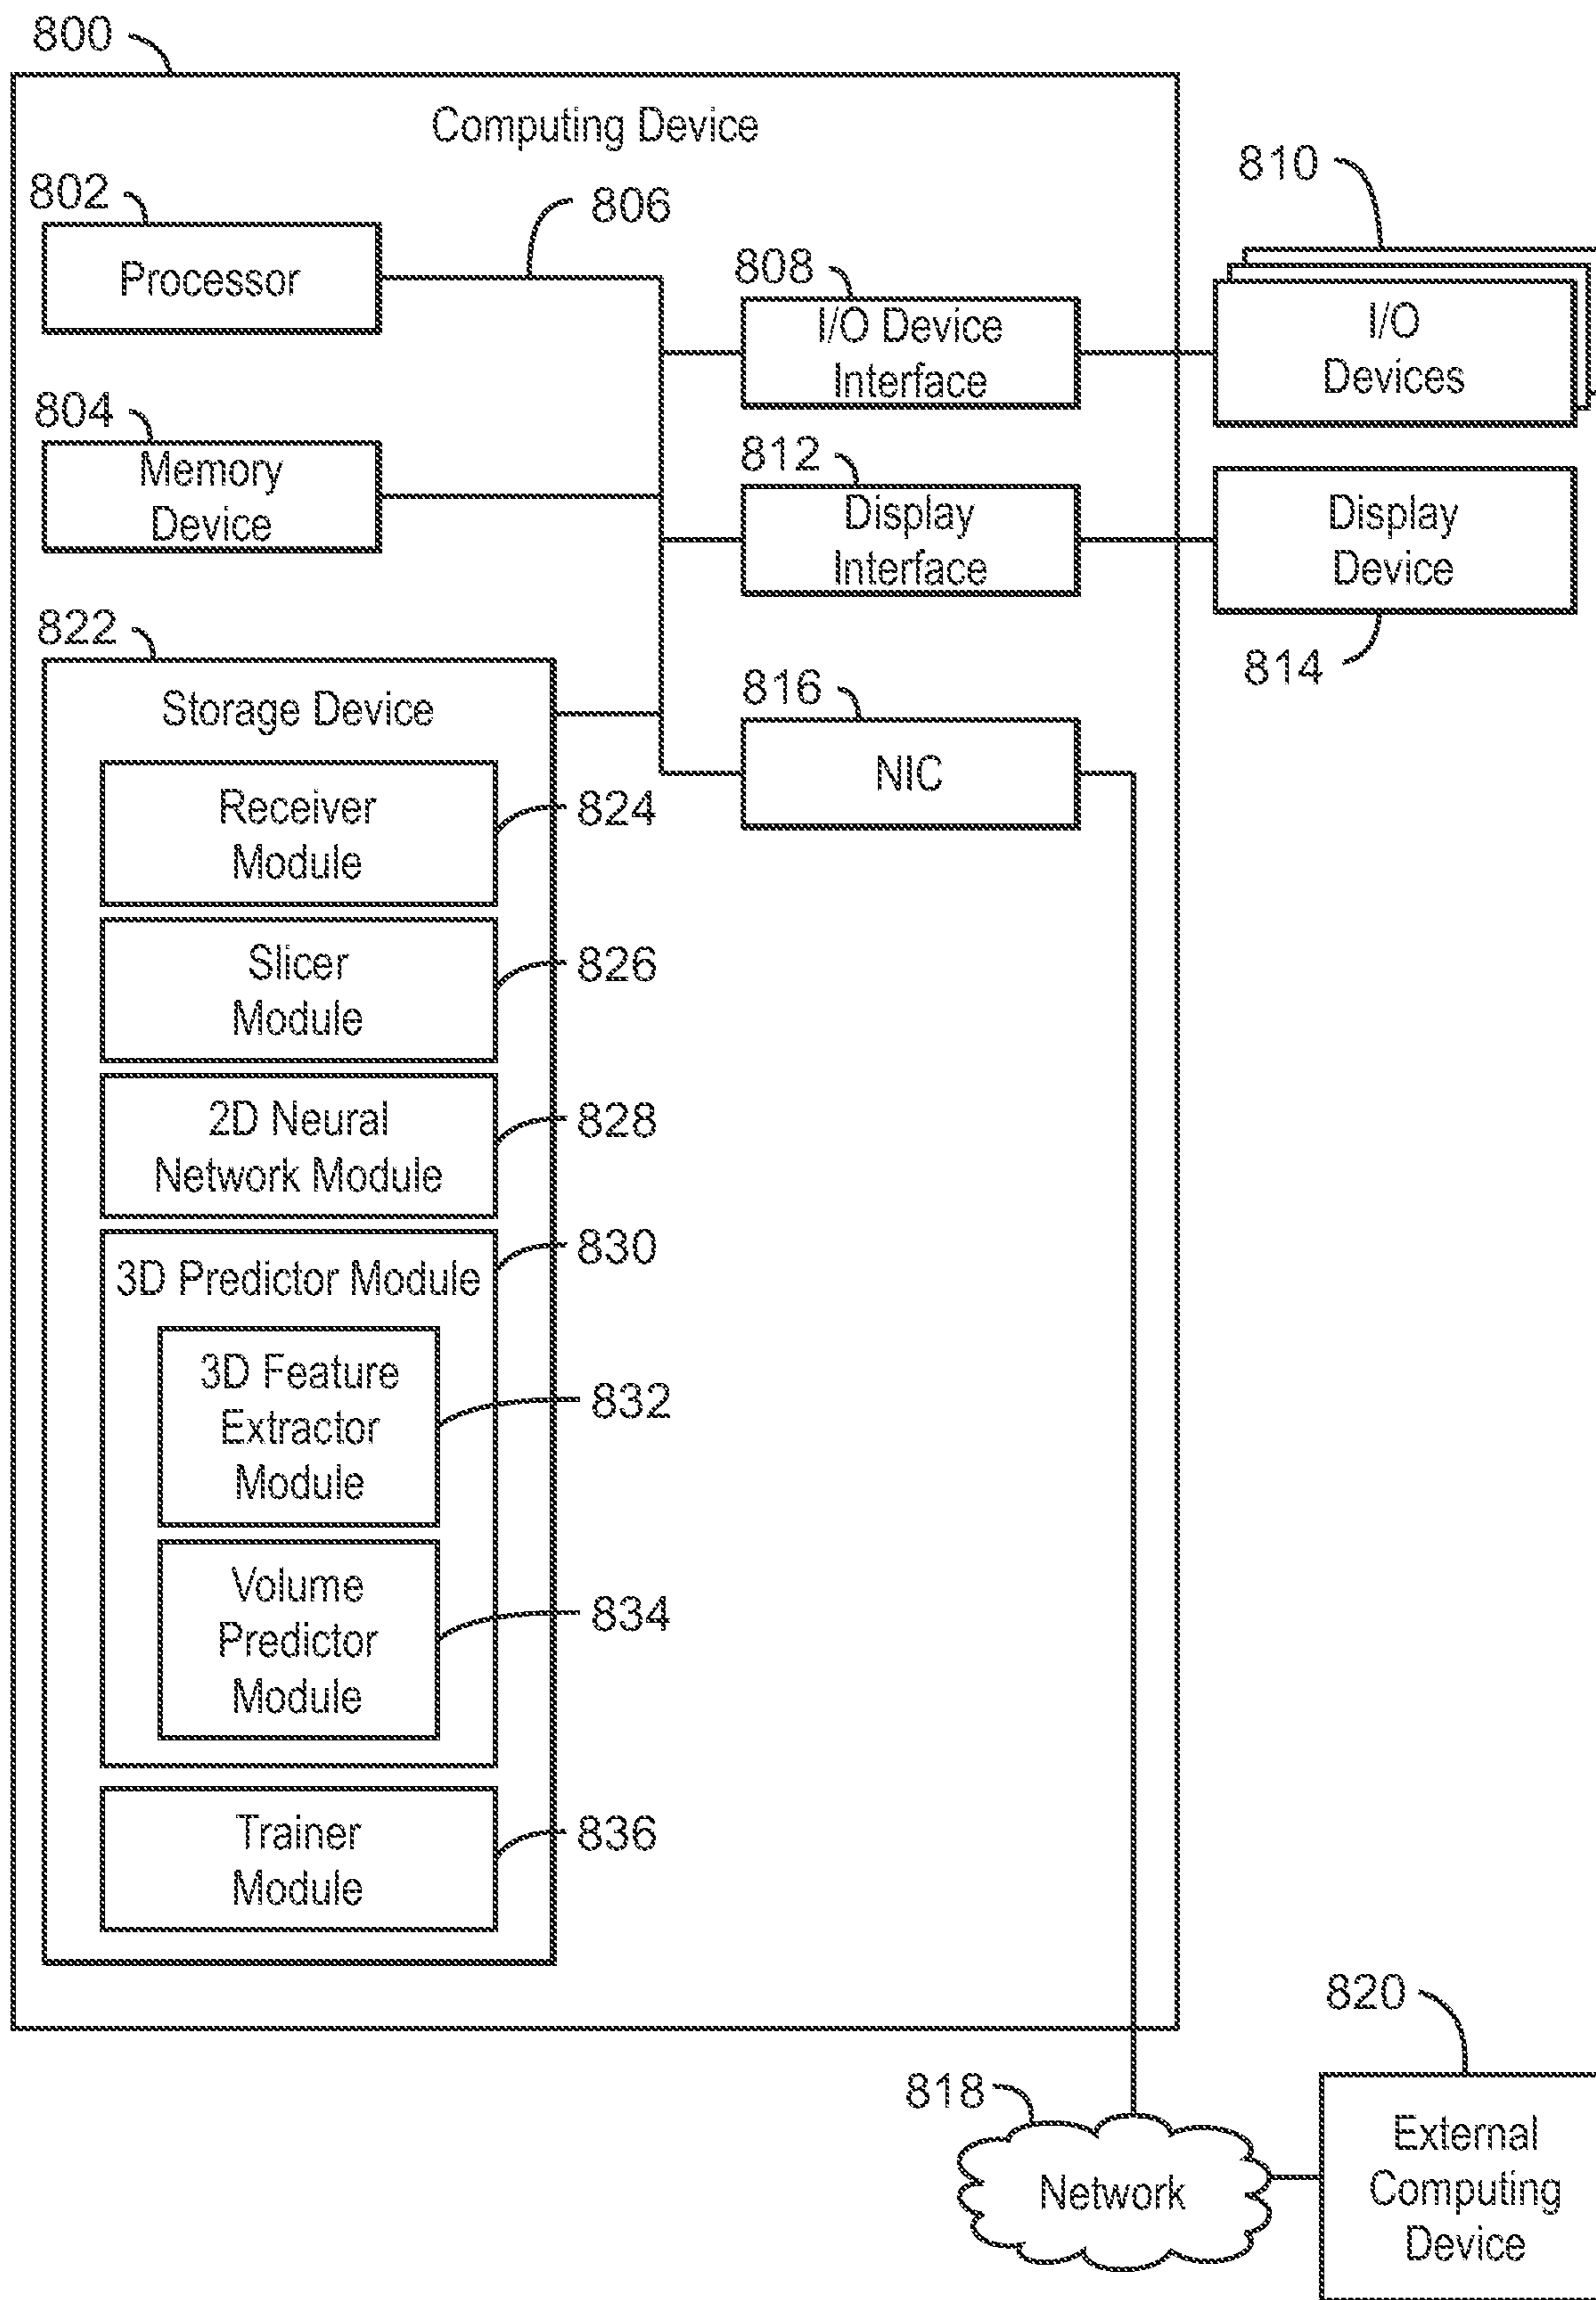 800
Computing Device
802
Processor
806
804
Memory
Device
808
I/O Device
Interface
810
I/O
Devices
812
Display
Interface
Display
Device
814
816
NIC
822
Storage Device
Receiver
Module
824
Slicer
Module
826
2D Neural
Network Module
828
3D Predictor Module
830
3D Feature
Extractor
Module
832
Volume
Predictor
Module
834
Trainer
Module
836
818
Network
820
External
Computing
Device